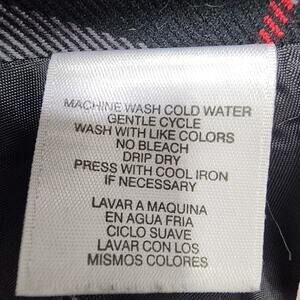 MACHINE WASH COLD WATER
GENTLE CYCLE
WASH WITH LIKE COLORS
NO BLEACH
DRIP DRY
PRESS WITH COOL IRON
IF NECESSARY
LAVAR A MAQUINA
EN AGUA FRIA
CICLO SUAVE
LAVAR CON LOS
MISMOS COLORES